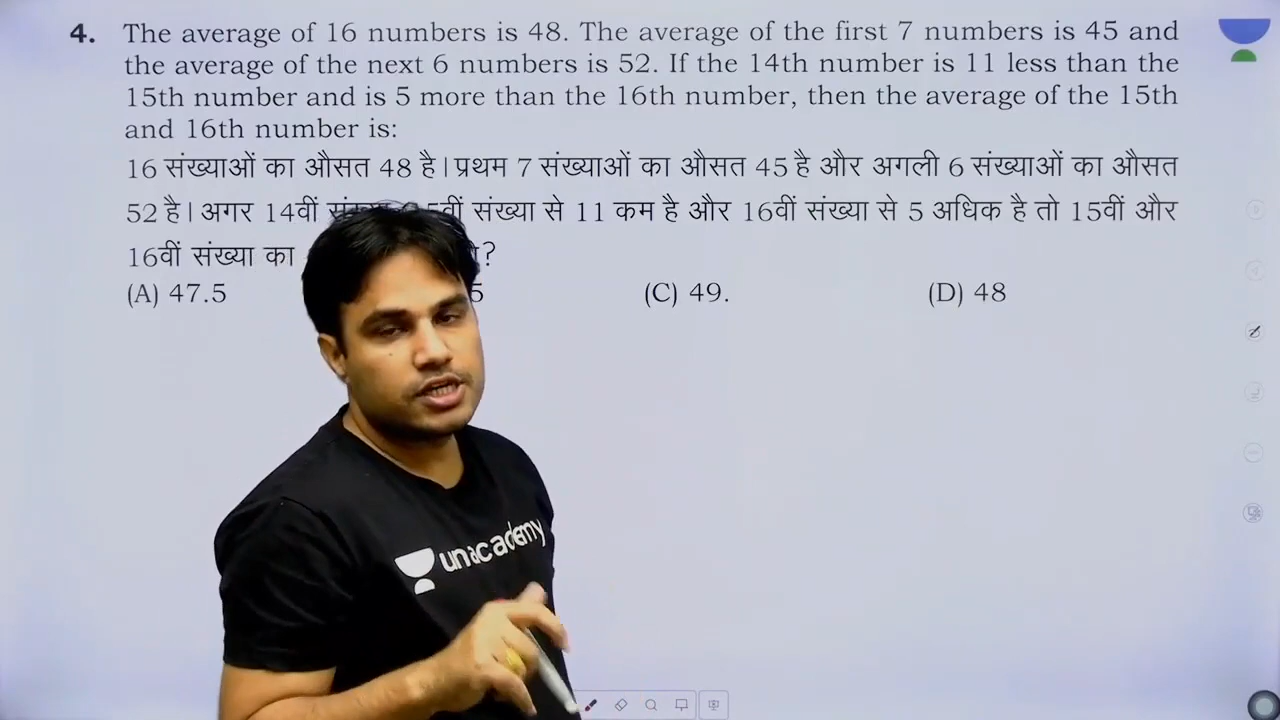 4. The average of 16 numbers is 48. The average of the first 7 numbers is 45 and
the average of the next 6 numbers is 52. If the 14th number is 11 less than the
15th number and is 5 more than the 16th number, then the average of the 15th
and 16th number is:
16 संख्याओं का औसत 48 है। प्रथम 7 संख्याओं का औसत 45 है और अगली 6 संख्याओं का औसत
52 है। अगर 14वीं संख्या से 11 कम है और 16वीं संख्या से 5 अधिक है तो 15वीं और
16वीं संख्या का ?
(A) 47.5 5 (C) 49. (D) 48
unacademy